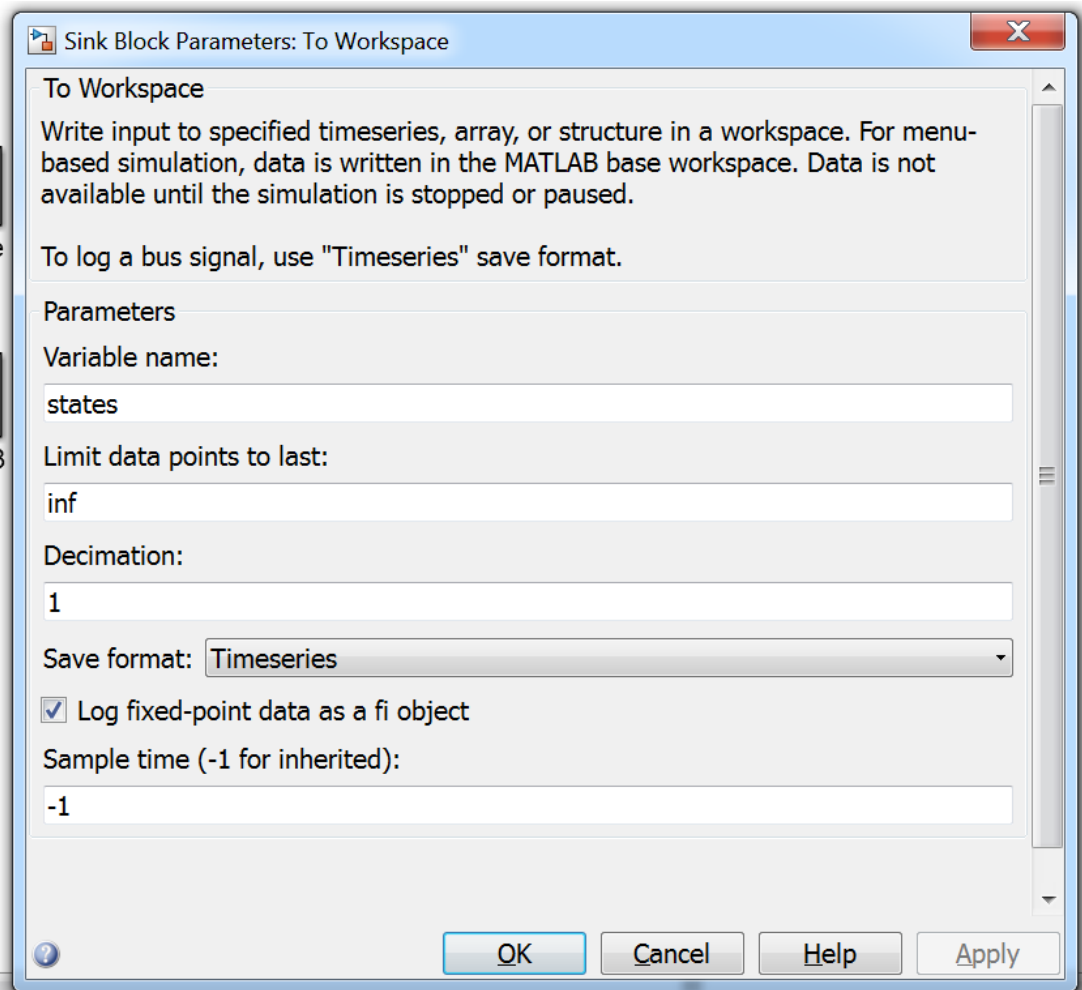 Sink Block Parameters: To Workspace
X
To Workspace
Write input to specified timeseries, array, or structure in a workspace. For menu-
based simulation, data is written in the MATLAB base workspace. Data is not
available until the simulation is stopped or paused.
To log a bus signal, use "Timeseries" save format.
Parameters
Variable name:
states
Limit data points to last:
inf
Decimation:
1
Save format: Timeseries
Log fixed-point data as a fi object
Sample time (-1 for inherited):
-1
? OK Cancel Help Apply